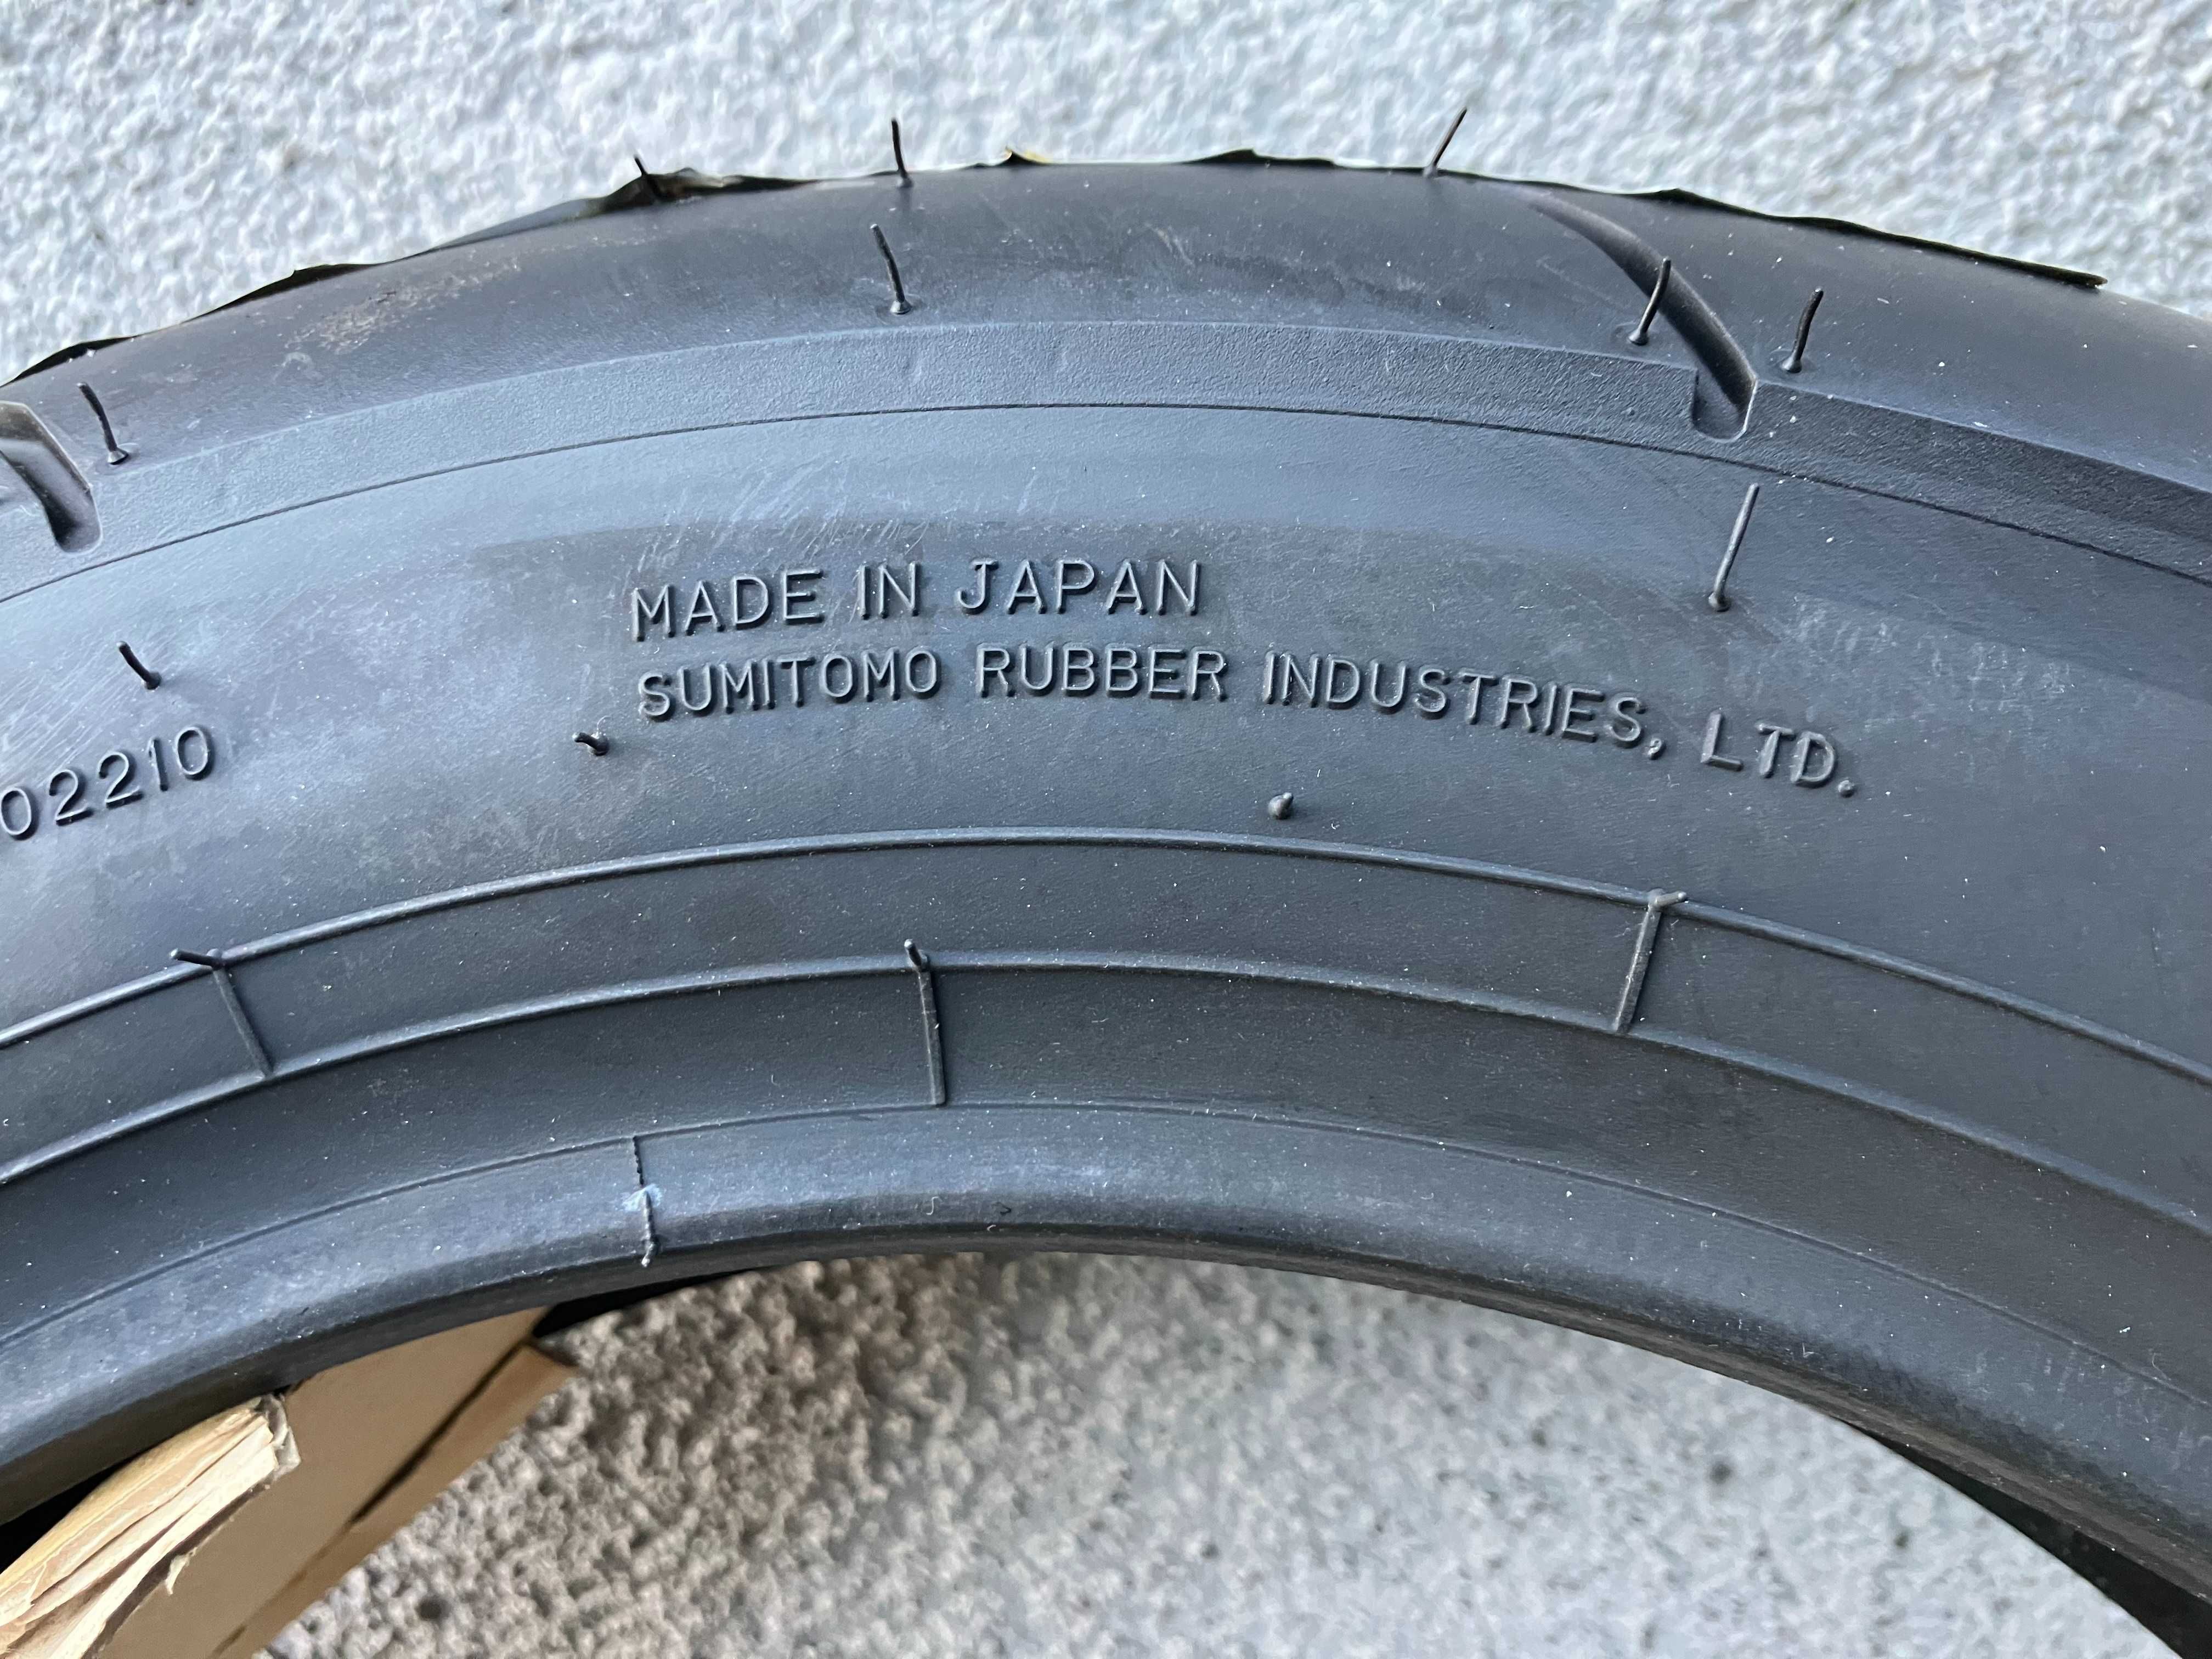 MADE IN JAPAN
SUMITOMO RUBBER INDUSTRIES, LTD.
02210